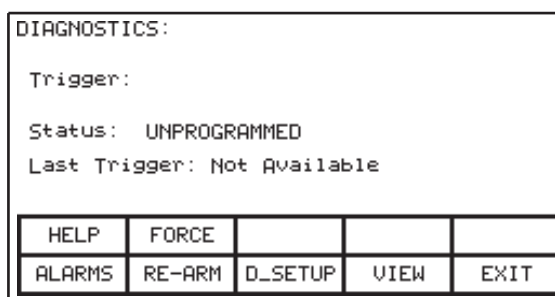 DIAGNOSTICS:
Trigger:
Status: UNPROGRAMMED
Last Trigger: Not Available
HELP FORCE
ALARMS RE-ARM D_SETUP VIEW EXIT